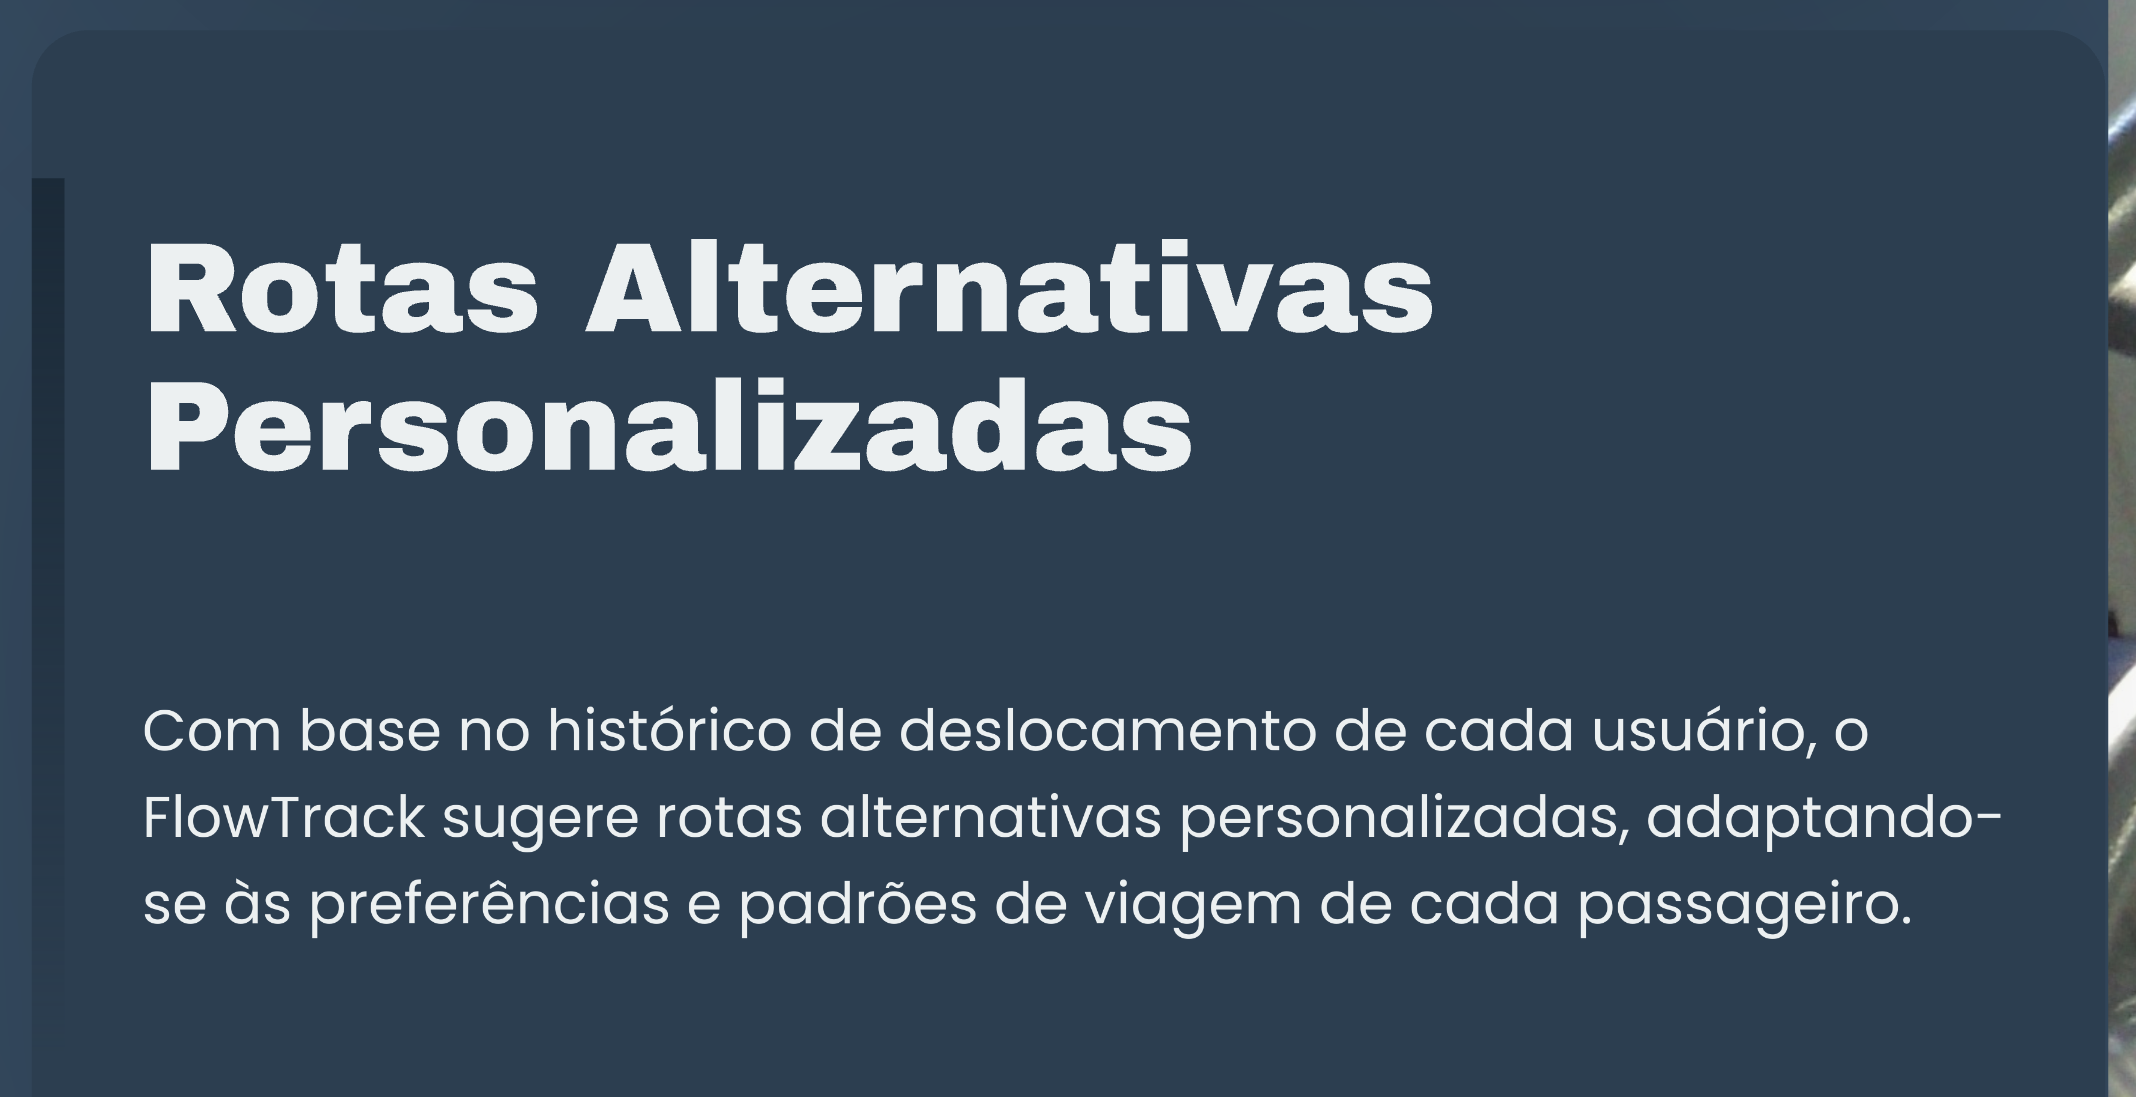 Rotas Alternativas
Personalizadas
Com base no histórico de deslocamento de cada usuário, o
FlowTrack sugere rotas alternativas personalizadas, adaptando-
se às preferências e padrões de viagem de cada passageiro.